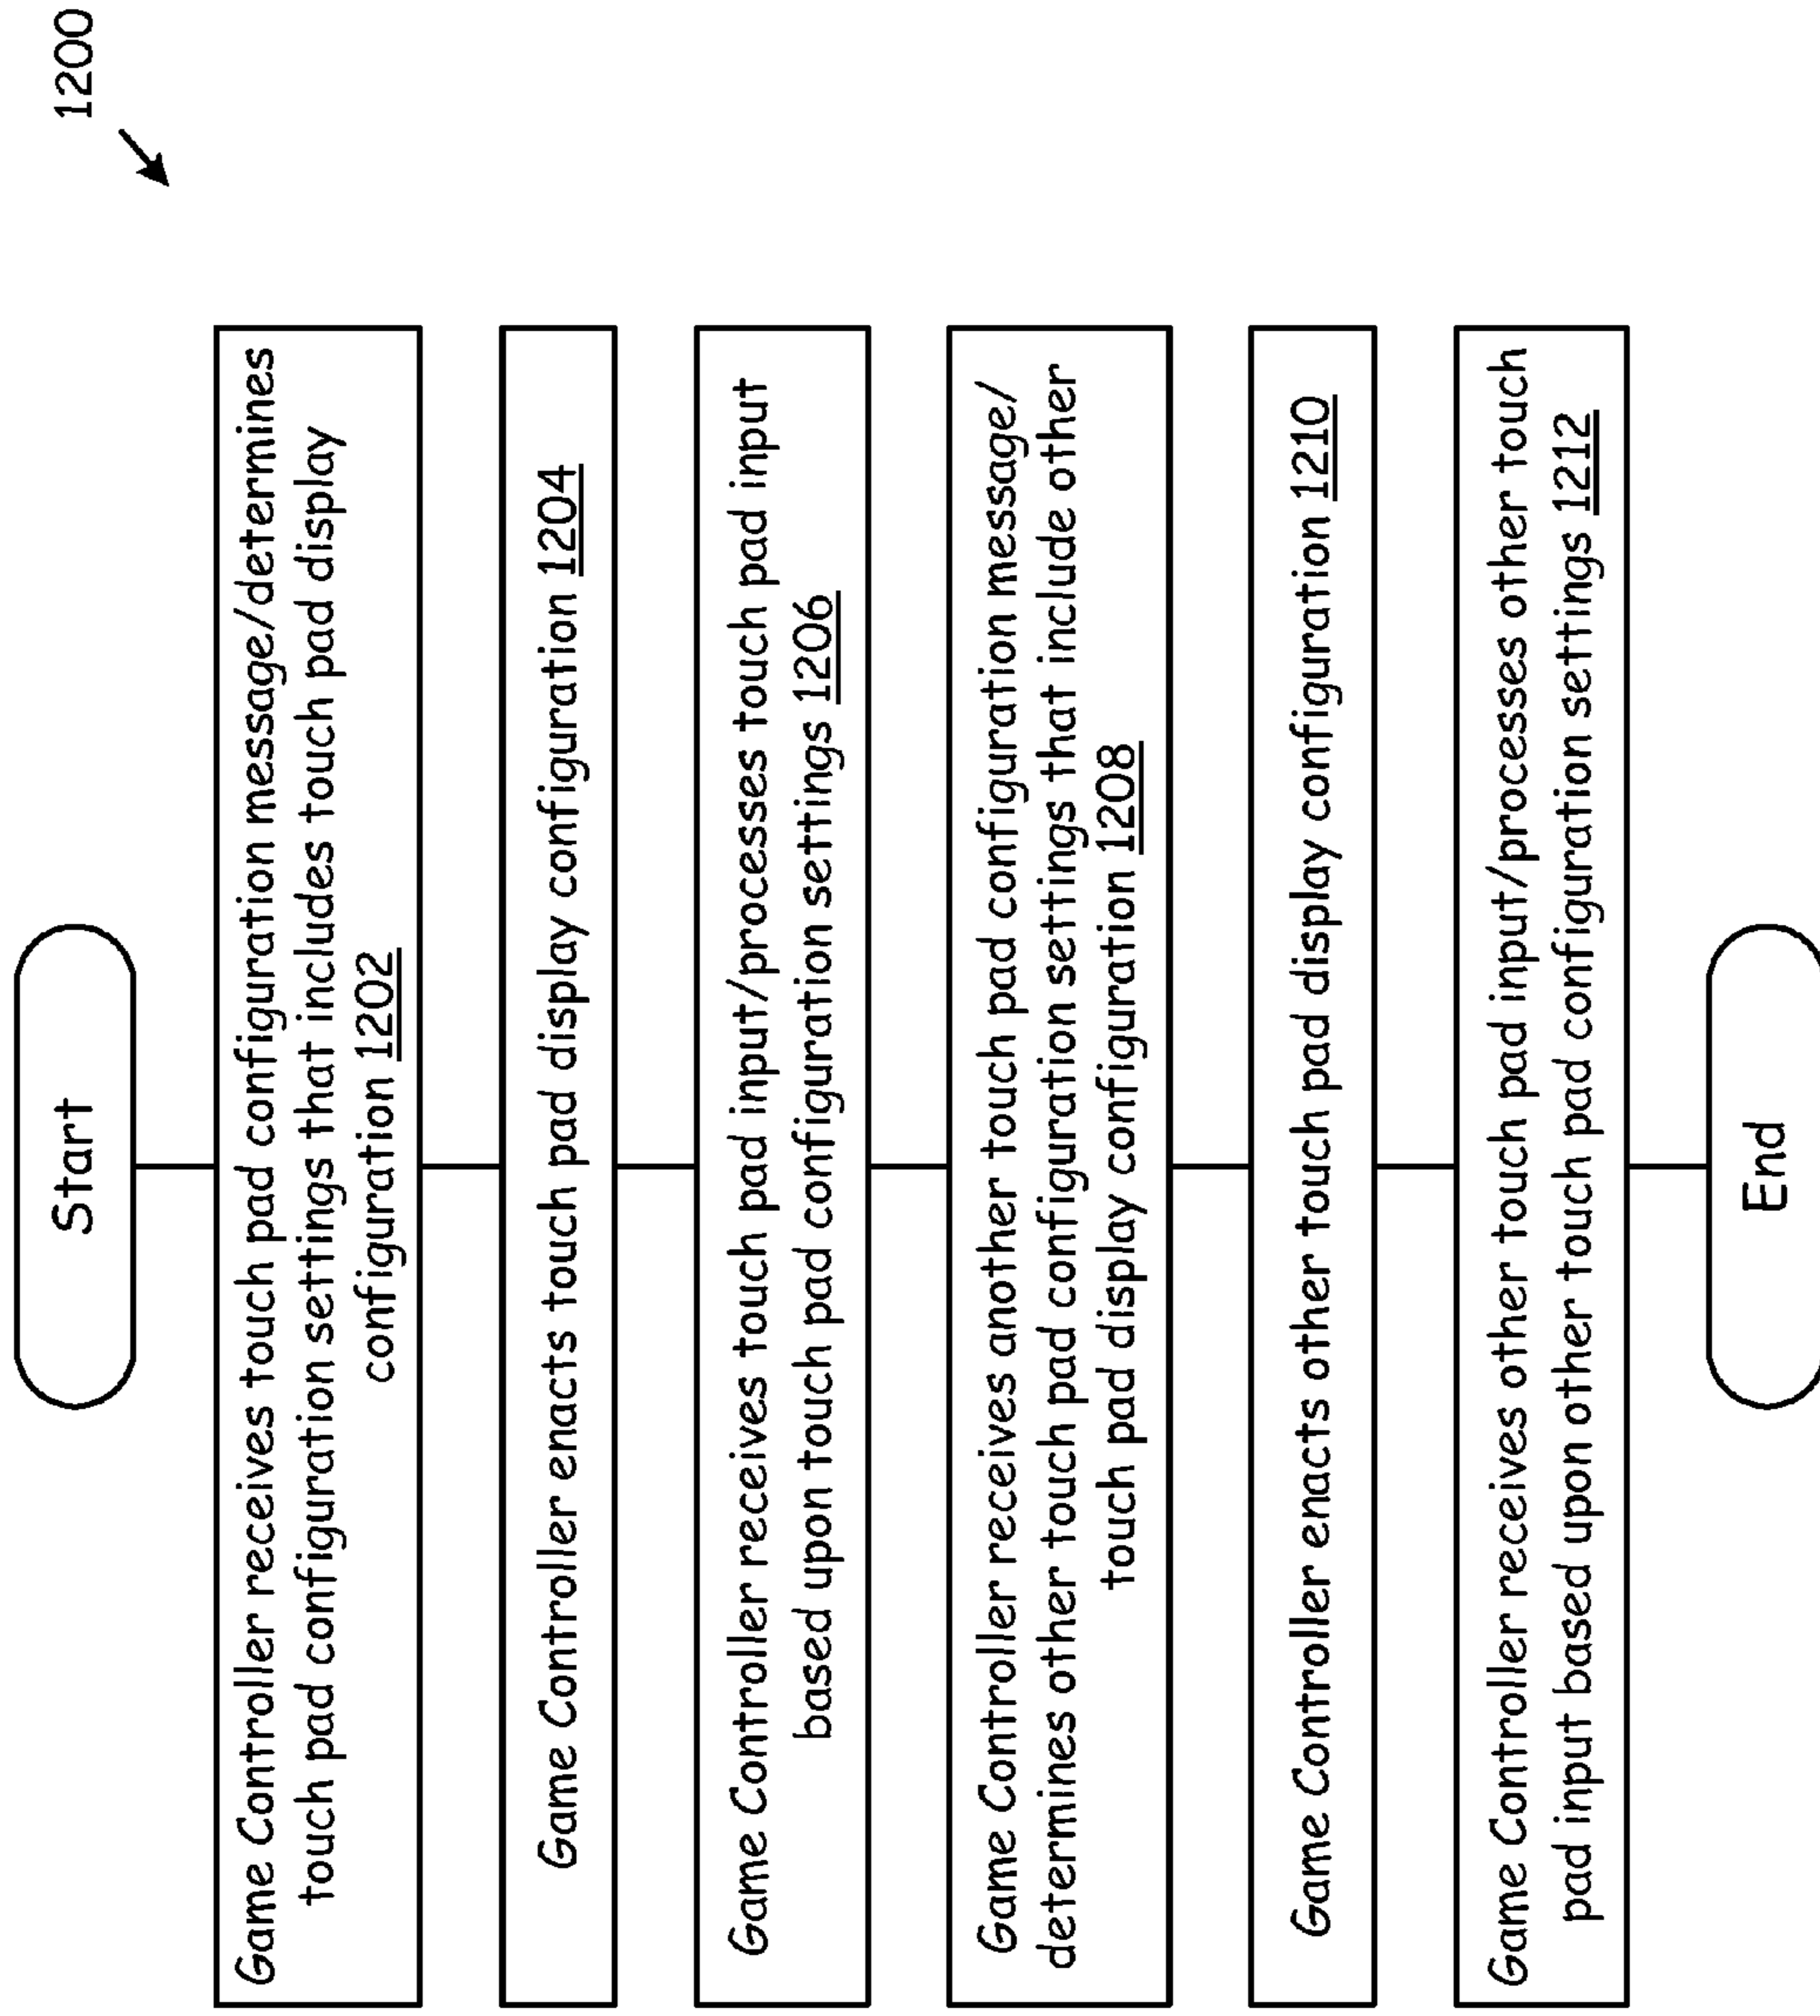 1200
Start
Game Controller receives touch pad configuration message/determines
touch pad configuration settings that includes touch pad display
configuration 1202
Game Controller enacts touch pad display configuration 1204
Game Controller receives touch pad input/processes touch pad input
based upon touch pad configuration settings 1206
Game Controller receives another touch pad configuration message/
determines other touch pad configuration settings that include other
touch pad display configuration 1208
Game Controller enacts other touch pad display configuration 1210
Game Controller receives other touch pad input/processes other touch
pad input based upon other touch pad configuration settings 1212
End